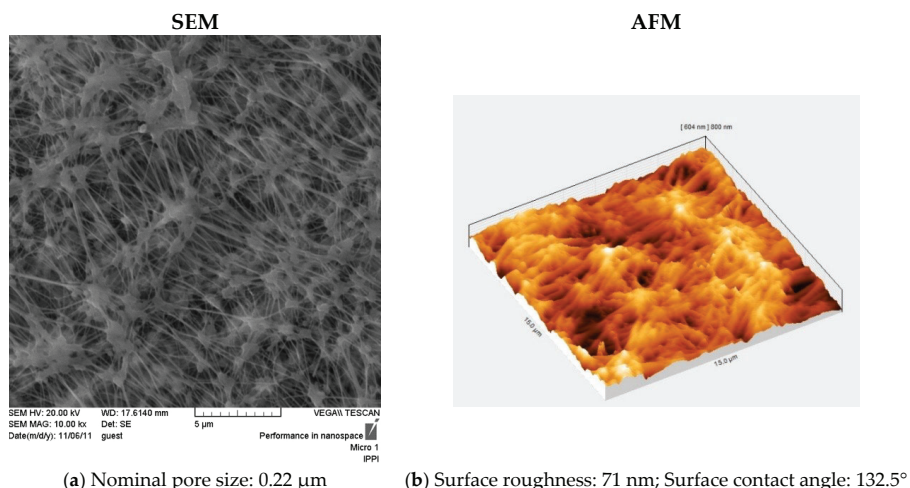 SEM
AFM
[ 604 nm ] 800 nm
15.0 µm
15.0 µm
SEM HV: 20.00 kV WD: 17.6140 mm VEGA\\ TESCAN
SEM MAG: 10.00 kx Det: SE 5 µm
Date(m/d/y): 11/06/11 guest Performance in nanospace
Micro 1
IPPI
(a) Nominal pore size: 0.22 µm
(b) Surface roughness: 71 nm; Surface contact angle: 132.5°